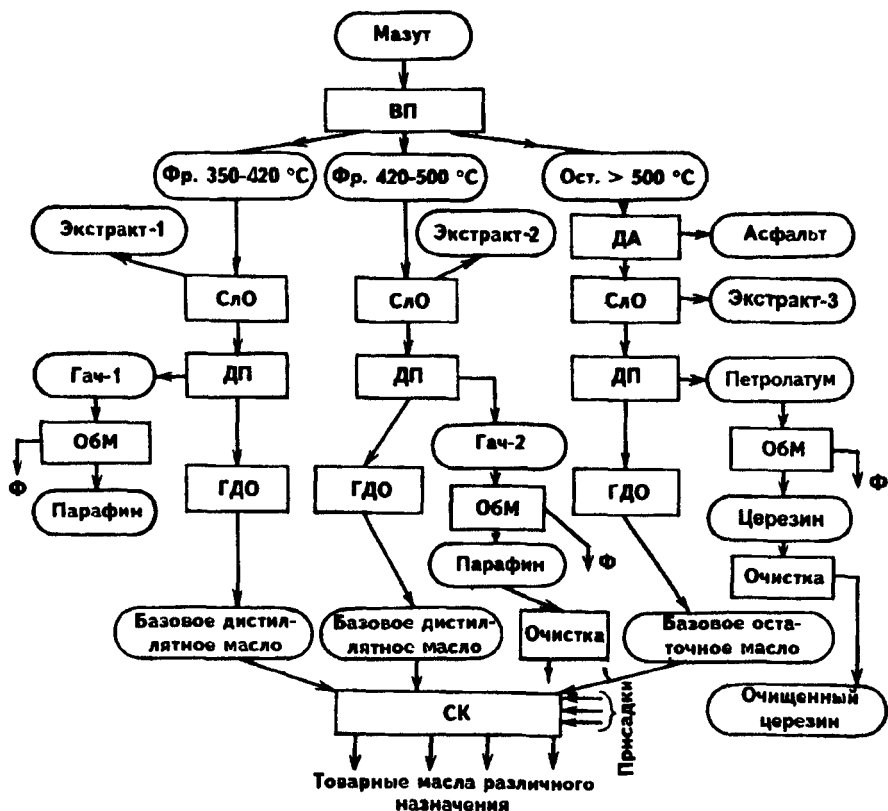 Мазут
ВП
Фр. 350-420 °С
Фр. 420-500 °С
Ост. > 500 °С
Экстракт-1
Экстракт-2
ДА
Асфальт
СлО
СлО
СлО
Экстракт-3
Гач-1
ДП
ДП
ДП
Петролатум
ОбМ
Гач-2
ОбМ
Ф
Парафин
ГДО
ГДО
ОбМ
ГДО
Ф
Церезин
Парафин
Ф
Очистка
Базовое дистил-
лятное масло
Базовое дистил-
лятное масло
Очистка
Базовое оста-
точное масло
СК
Присадки
Очищенный
церезин
Товарные масла различного
назначения